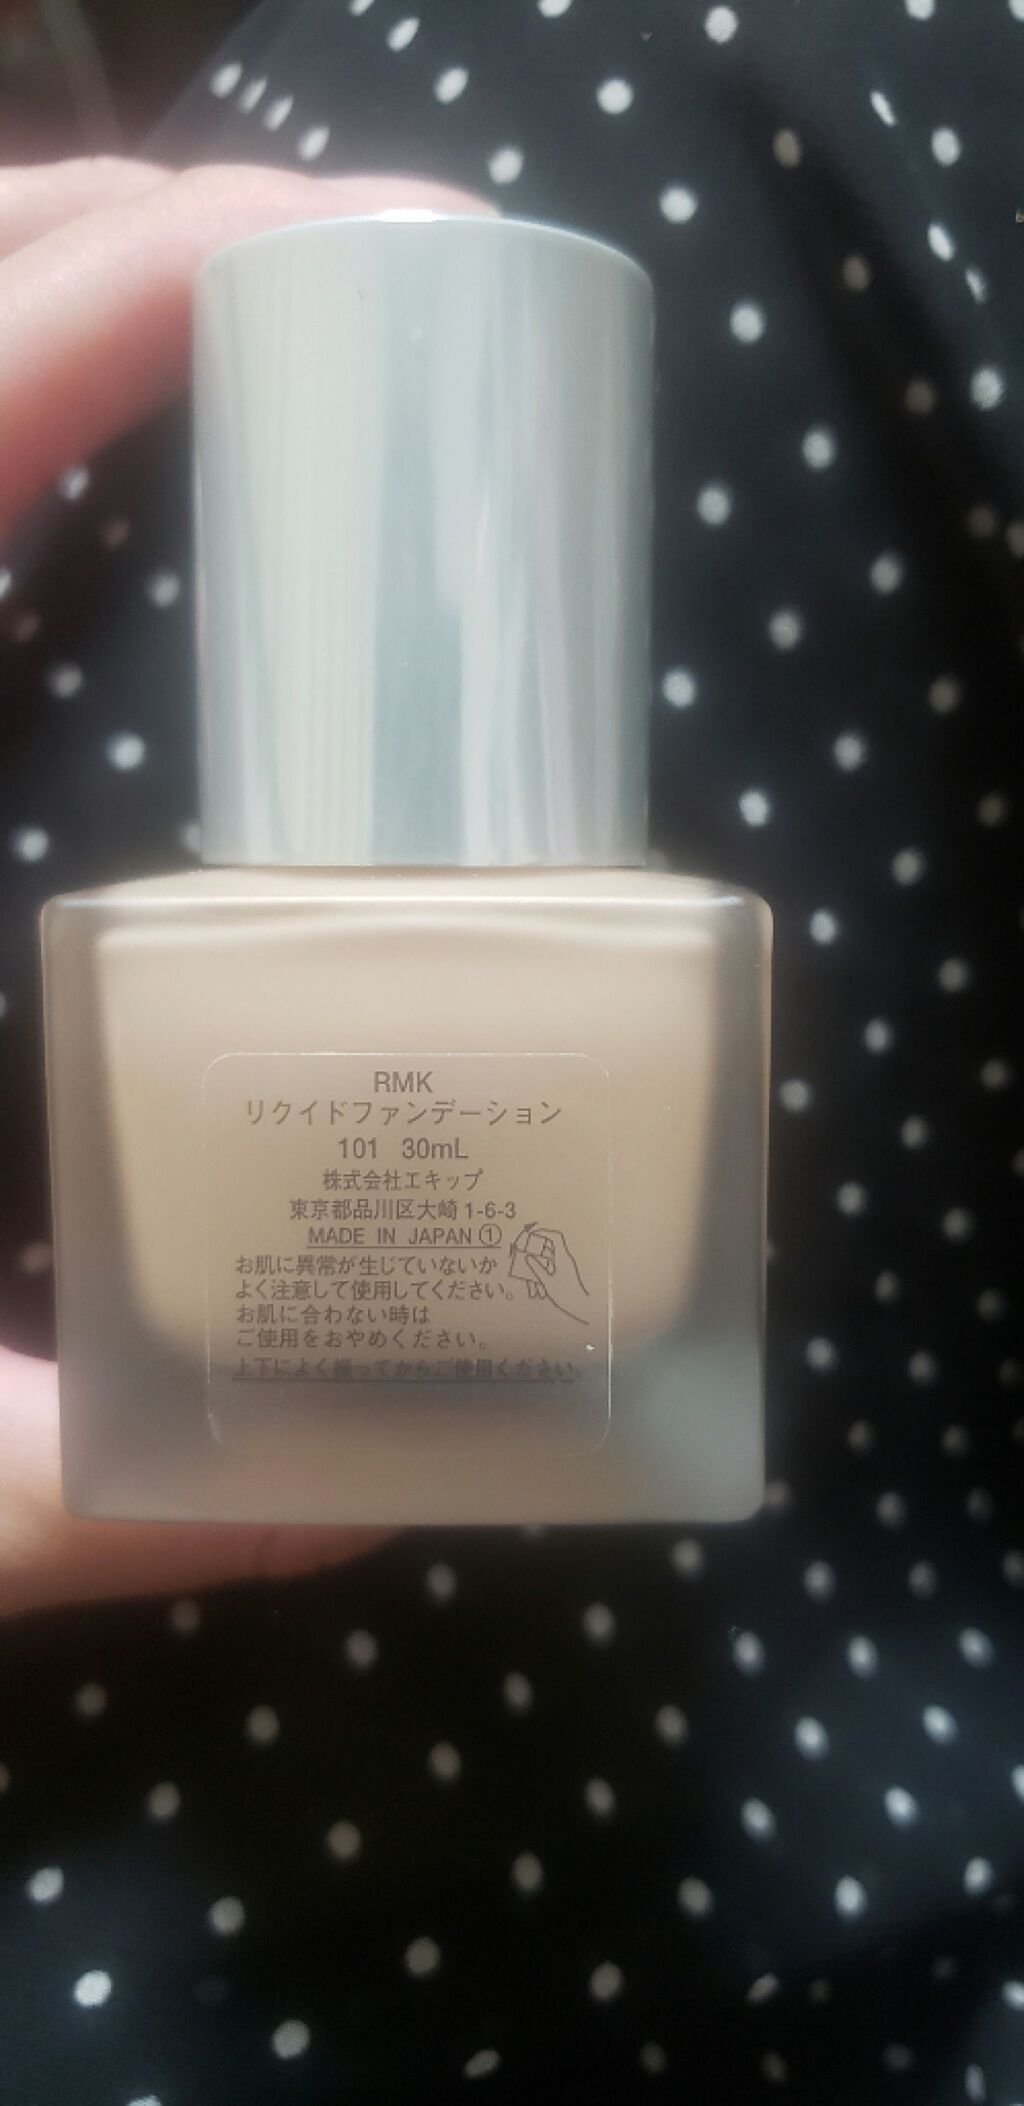 RMK
リクイドファンデーション
101 30mL
株式会社エキップ
東京都品川区大崎1-6-3
MADE IN JAPAN ①
お肌に異常が生じていないか
よく注意して使用してください。
お肌に合わない時は
ご使用をおやめください。
上下によく振ってからご使用ください。